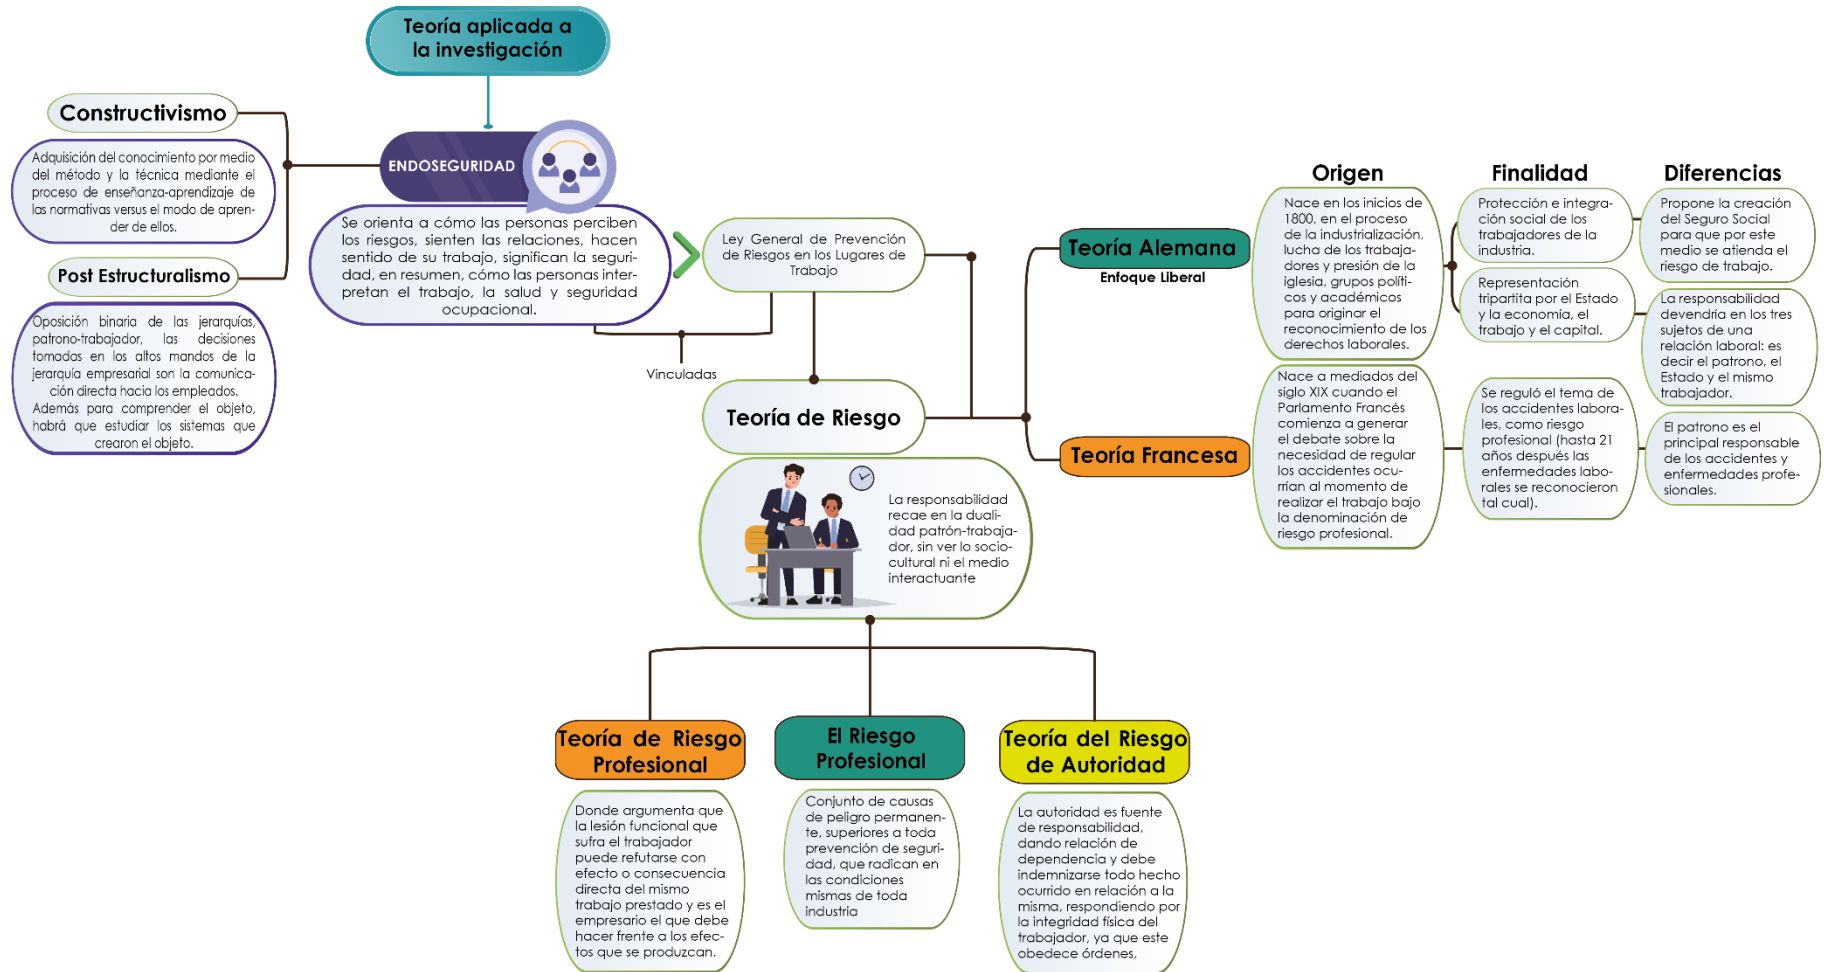 Teoría aplicada a
la investigación
Constructivismo
Adquisición del conocimiento por medio
del método y la técnica mediante el
proceso de enseñanza-aprendizaje de
las normativas versus el modo de apren-
der de ellos.
Post Estructuralismo
Oposición binaria de las jerarquías,
patrono-trabajador, las decisiones
tomadas en los altos mandos de la
jerarquía empresarial son la comunica-
ción directa hacia los empleados.
Además para comprender el objeto,
habrá que estudiar los sistemas que
crearon el objeto.
ENDOSEGURIDAD
Se orienta a cómo las personas perciben
los riesgos, sienten las relaciones, hacen
sentido de su trabajo, significan la seguri-
dad, en resumen, cómo las personas inter-
pretan el trabajo, la salud y seguridad
ocupacional.
Ley General de Prevención
de Riesgos en los Lugares de
Trabajo
Vinculadas
Teoría de Riesgo
La responsabilidad
recae en la duali-
dad patrón-trabaja-
dor, sin ver lo socio-
cultural ni el medio
interactuante
Teoría Alemana
Enfoque Liberal
Teoría Francesa
Origen
Nace en los inicios de
1800, en el proceso
de la industrialización,
lucha de los trabaja-
dores y presión de la
iglesia, grupos políti-
cos y académicos
para originar el
reconocimiento de los
derechos laborales.
Nace a mediados del
siglo XIX cuando el
Parlamento Francés
comienza a generar
el debate sobre la
necesidad de regular
los accidentes ocu-
rrían al momento de
realizar el trabajo bajo
la denominación de
riesgo profesional.
Finalidad
Protección e integra-
ción social de los
trabajadores de la
industria.
Representación
tripartita por el Estado
y la economía, el
trabajo y el capital.
Se reguló el tema de
los accidentes labora-
les, como riesgo
profesional (hasta 21
años después las
enfermedades labo-
rales se reconocieron
tal cual).
Diferencias
Propone la creación
del Seguro Social
para que por este
medio se atienda el
riesgo de trabajo.
La responsabilidad
devendría en los tres
sujetos de una
relación laboral: es
decir el patrono, el
Estado y el mismo
trabajador.
El patrono es el
principal responsable
de los accidentes y
enfermedades profe-
sionales.
Teoría de Riesgo
Profesional
Donde argumenta que
la lesión funcional que
sufra el trabajador
puede refutarse con
efecto o consecuencia
directa del mismo
trabajo prestado y es el
empresario el que debe
hacer frente a los efec-
tos que se produzcan.
El Riesgo
Profesional
Conjunto de causas
de peligro permanen-
te, superiores a toda
prevención de seguri-
dad, que radican en
las condiciones
mismas de toda
industria
Teoría del Riesgo
de Autoridad
La autoridad es fuente
de responsabilidad,
dando relación de
dependencia y debe
indemnizarse todo hecho
ocurrido en relación a la
misma, respondiendo por
la integridad física del
trabajador, ya que este
obedece órdenes,